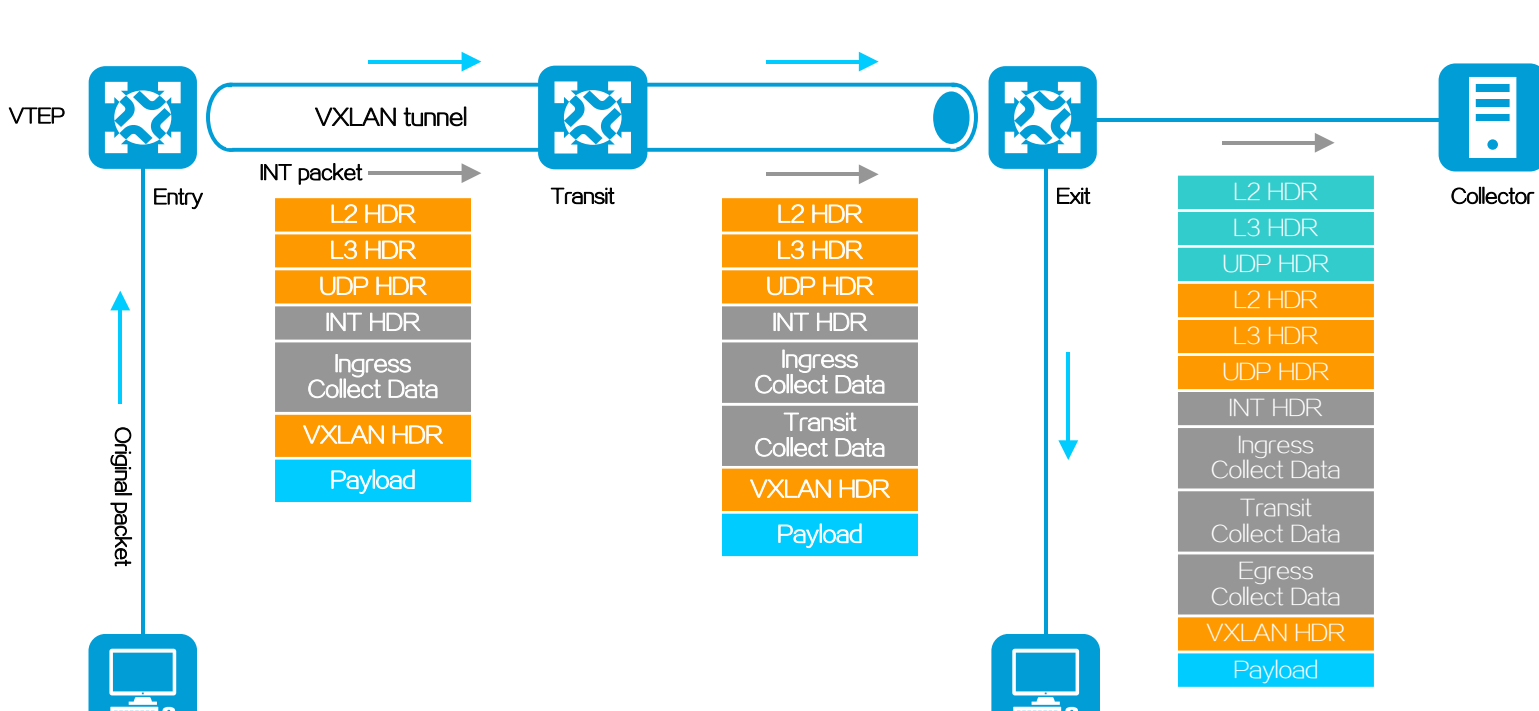 VTEP
VXLAN tunnel
INT packet
Entry
Transit
Exit
Collector
Original packet
L2 HDR
L3 HDR
UDP HDR
INT HDR
Ingress
Collect Data
VXLAN HDR
Payload
L2 HDR
L3 HDR
UDP HDR
INT HDR
Ingress
Collect Data
Transit
Collect Data
VXLAN HDR
Payload
L2 HDR
L3 HDR
UDP HDR
L2 HDR
L3 HDR
UDP HDR
INT HDR
Ingress
Collect Data
Transit
Collect Data
Egress
Collect Data
VXLAN HDR
Payload